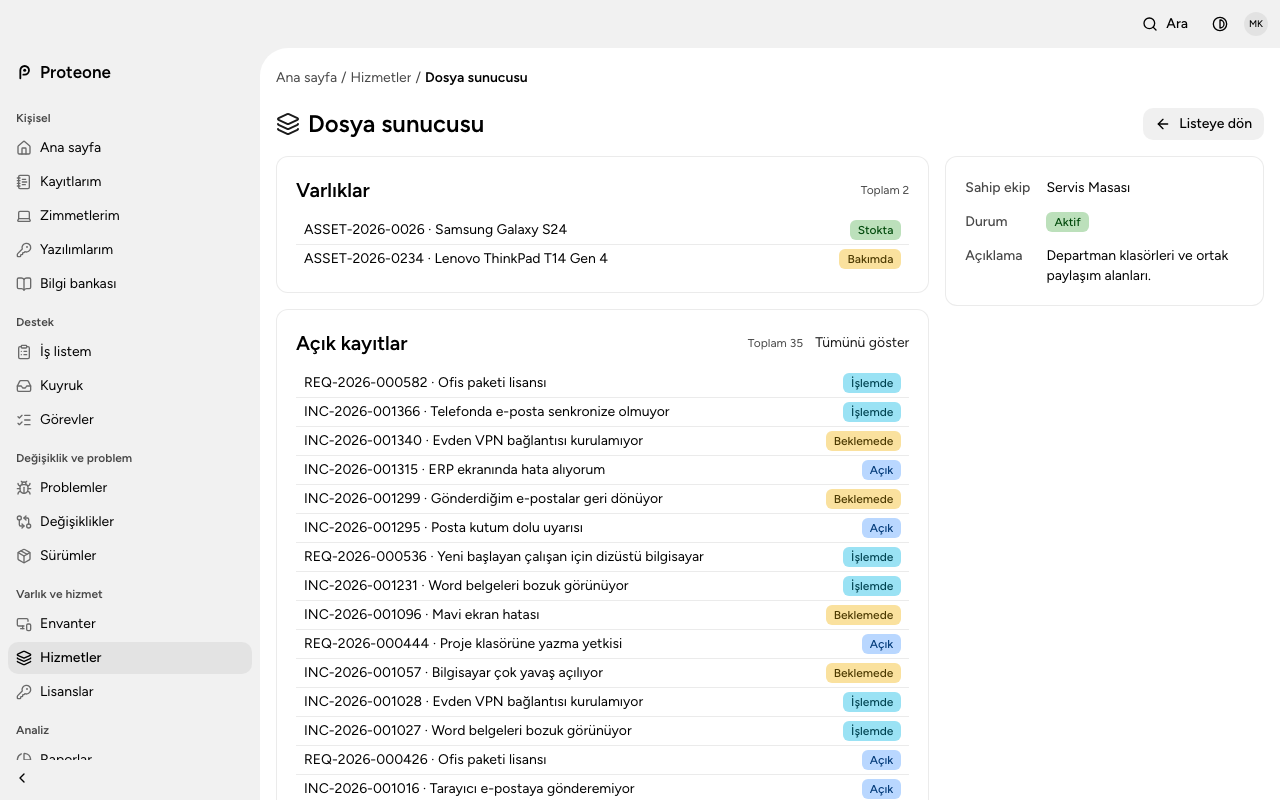 Ara
MK
Proteone
Kişisel
Ana sayfa
Kayıtlarım
Zimmetlerim
Yazılımlarım
Bilgi bankası
Destek
İş listem
Kuyruk
Görevler
Değişiklik ve problem
Problemler
Değişiklikler
Sürümler
Varlık ve hizmet
Envanter
Hizmetler
Lisanslar
Analiz
Raporlar
Ana sayfa / Hizmetler / Dosya sunucusu
Dosya sunucusu
Listeye dön
Varlıklar
Toplam 2
ASSET-2026-0026 · Samsung Galaxy S24 Stokta
ASSET-2026-0234 · Lenovo ThinkPad T14 Gen 4 Bakımda
Açık kayıtlar
Toplam 35 Tümünü göster
REQ-2026-000582 · Ofis paketi lisansı İşlemde
INC-2026-001366 · Telefonda e-posta senkronize olmuyor İşlemde
INC-2026-001340 · Evden VPN bağlantısı kurulamıyor Beklemede
INC-2026-001315 · ERP ekranında hata alıyorum Açık
INC-2026-001299 · Gönderdiğim e-postalar geri dönüyor Beklemede
INC-2026-001295 · Posta kutum dolu uyarısı Açık
REQ-2026-000536 · Yeni başlayan çalışan için dizüstü bilgisayar İşlemde
INC-2026-001231 · Word belgeleri bozuk görünüyor İşlemde
INC-2026-001096 · Mavi ekran hatası Beklemede
REQ-2026-000444 · Proje klasörüne yazma yetkisi Açık
INC-2026-001057 · Bilgisayar çok yavaş açılıyor Beklemede
INC-2026-001028 · Evden VPN bağlantısı kurulamıyor İşlemde
INC-2026-001027 · Word belgeleri bozuk görünüyor İşlemde
REQ-2026-000426 · Ofis paketi lisansı Açık
INC-2026-001016 · Tarayıcı e-postaya gönderemiyor Açık
Sahip ekip Servis Masası
Durum Aktif
Açıklama Departman klasörleri ve ortak
paylaşım alanları.